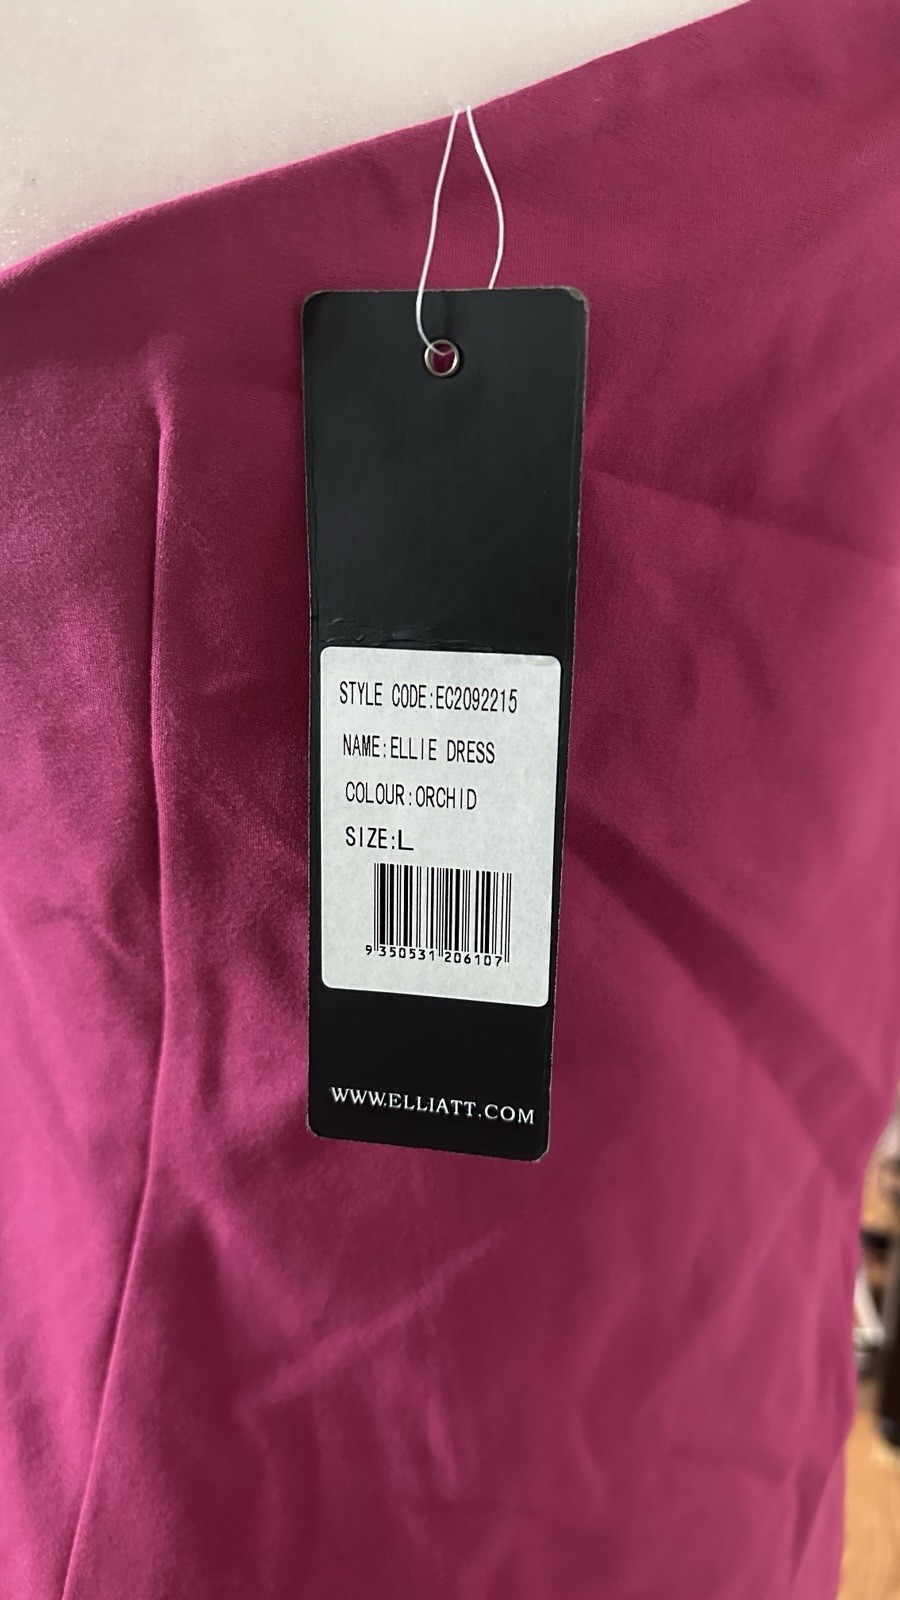 STYLE CODE:EC2092215
NAME:ELLIE DRESS
COLOUR:ORCHID
SIZE:L
9 350531 206107
WWW.ELLIATT.COM